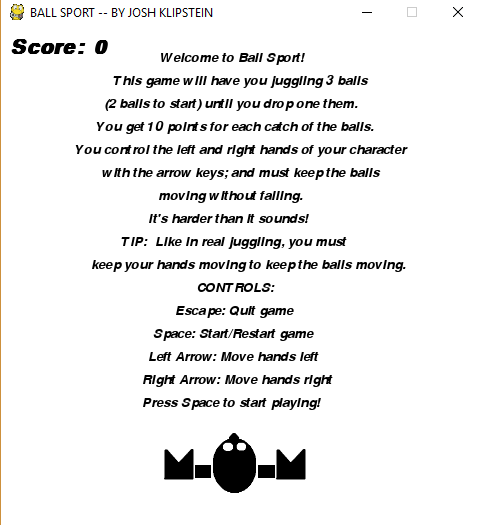 BALL SPORT -- BY JOSH KLIPSTEIN
Score: 0
Welcome to Ball Sport!
This game will have you juggling 3 balls
(2 balls to start) until you drop one them.
You get 10 points for each catch of the balls.
You control the left and right hands of your character
with the arrow keys; and must keep the balls
moving without falling.
It's harder than it sounds!
TIP:  Like in real juggling, you must
keep your hands moving to keep the balls moving.
CONTROLS:
Escape: Quit game
Space: Start/Restart game
Left Arrow: Move hands left
Right Arrow: Move hands right
Press Space to start playing!